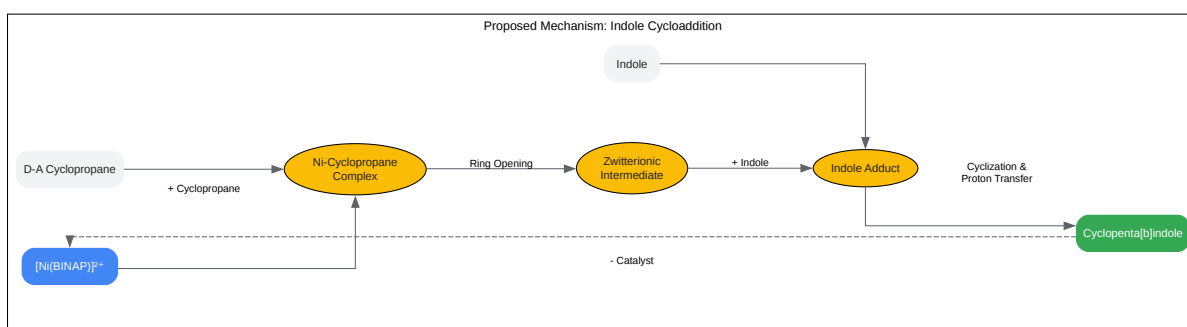 Proposed Mechanism: Indole Cycloaddition
Indole
D-A Cyclopropane
+ Cyclopropane
Ni-Cyclopropane
Complex
Ring Opening
Zwitterionic
Intermediate
+ Indole
Indole Adduct
Cyclization &
Proton Transfer
Cyclopenta[b]indole
[Ni(BINAP)]²⁺
- Catalyst